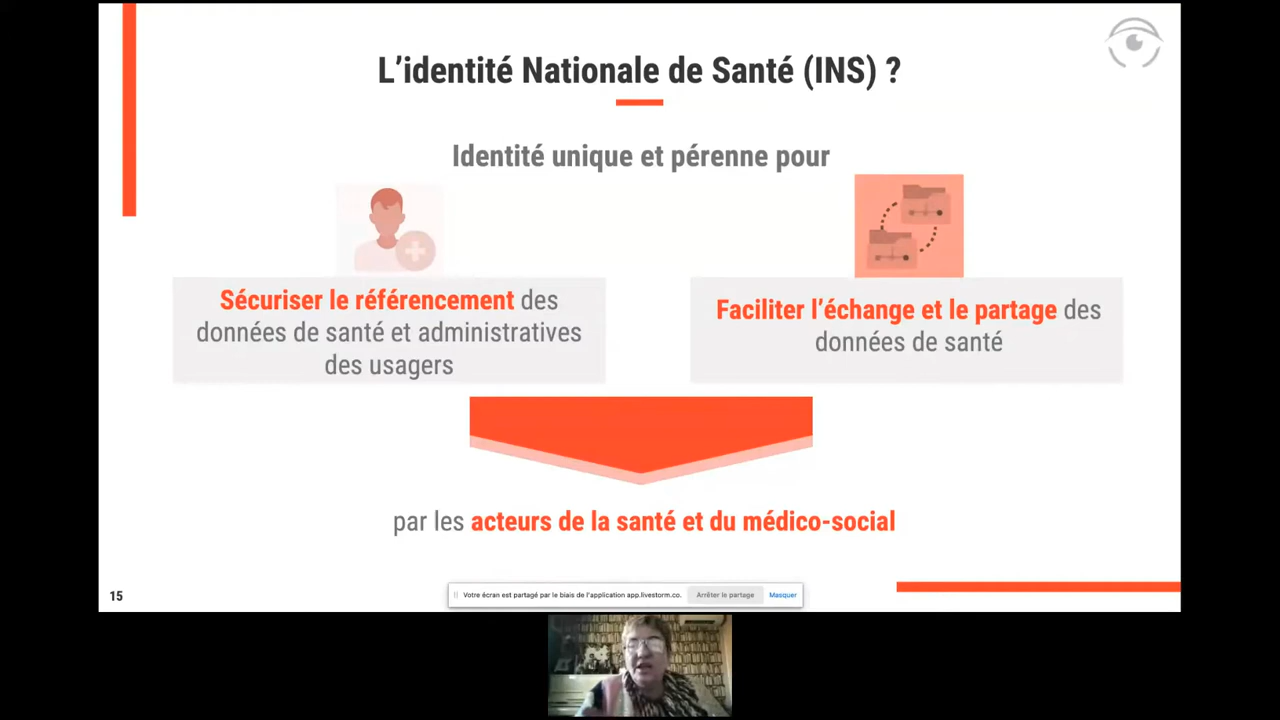 L’identité Nationale de Santé (INS) ?
Identité unique et pérenne pour
Sécuriser le référencement des
données de santé et administratives
des usagers
Faciliter l’échange et le partage des
données de santé
par les acteurs de la santé et du médico-social
15
Votre écran est partagé par le biais de l’application app.livestorm.co.
Arrêter le partage
Masquer